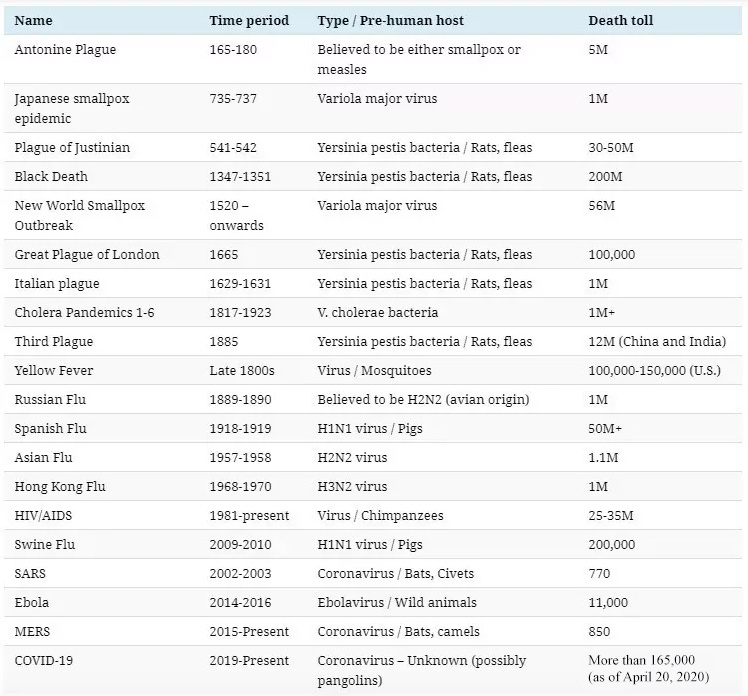 Name Time period Type / Pre-human host Death toll
Antonine Plague 165-180 Believed to be either smallpox or 5M
measles
Japanese smallpox 735-737 Variola major virus 1M
epidemic
Plague of Justinian 541-542 Yersinia pestis bacteria / Rats, fleas 30-50M
Black Death 1347-1351 Yersinia pestis bacteria / Rats, fleas 200M
New World Smallpox 1520 – Variola major virus 56M
Outbreak onwards
Great Plague of London 1665 Yersinia pestis bacteria / Rats, fleas 100,000
Italian plague 1629-1631 Yersinia pestis bacteria / Rats, fleas 1M
Cholera Pandemics 1-6 1817-1923 V. cholerae bacteria 1M+
Third Plague 1885 Yersinia pestis bacteria / Rats, fleas 12M (China and India)
Yellow Fever Late 1800s Virus / Mosquitoes 100,000-150,000 (U.S.)
Russian Flu 1889-1890 Believed to be H2N2 (avian origin) 1M
Spanish Flu 1918-1919 H1N1 virus / Pigs 50M+
Asian Flu 1957-1958 H2N2 virus 1.1M
Hong Kong Flu 1968-1970 H3N2 virus 1M
HIV/AIDS 1981-present Virus / Chimpanzees 25-35M
Swine Flu 2009-2010 H1N1 virus / Pigs 200,000
SARS 2002-2003 Coronavirus / Bats, Civets 770
Ebola 2014-2016 Ebolavirus / Wild animals 11,000
MERS 2015-Present Coronavirus / Bats, camels 850
COVID-19 2019-Present Coronavirus – Unknown (possibly More than 165,000
pangolins) (as of April 20, 2020)